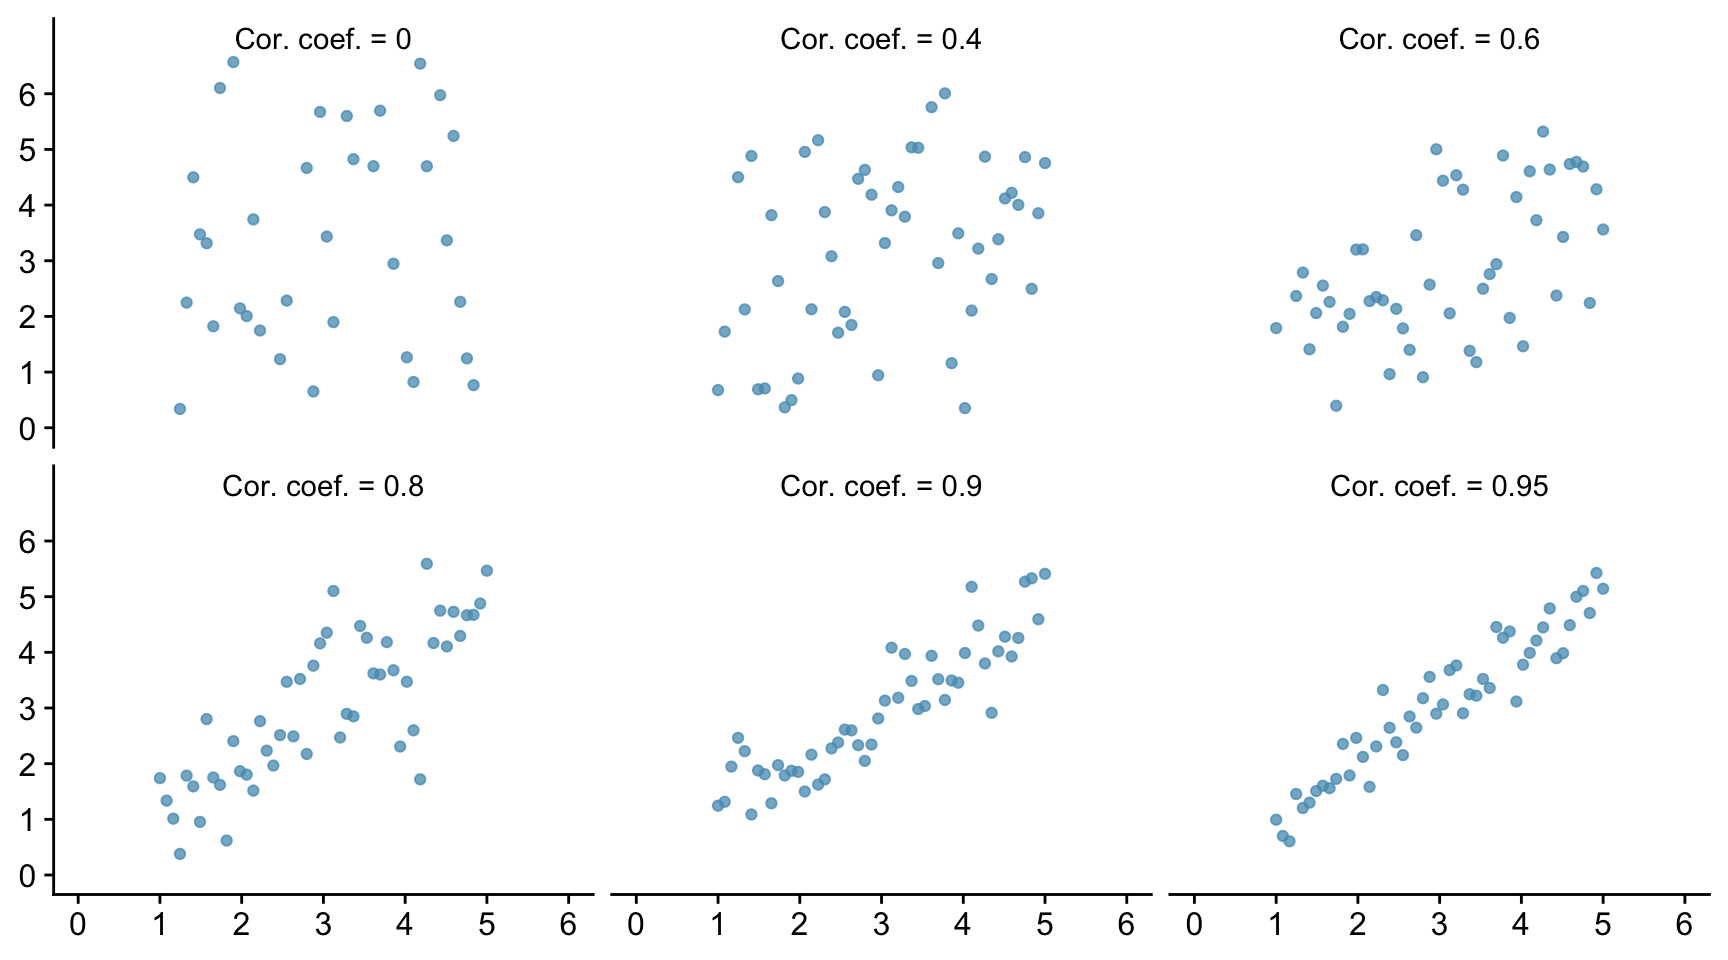 Cor. coef. = 0
Cor. coef. = 0.4
Cor. coef. = 0.6
6
5
4
3
2
1
0
Cor. coef. = 0.8
Cor. coef. = 0.9
Cor. coef. = 0.95
6
5
4
3
2
1
0
0 1 2 3 4 5 6
0 1 2 3 4 5 6
0 1 2 3 4 5 6